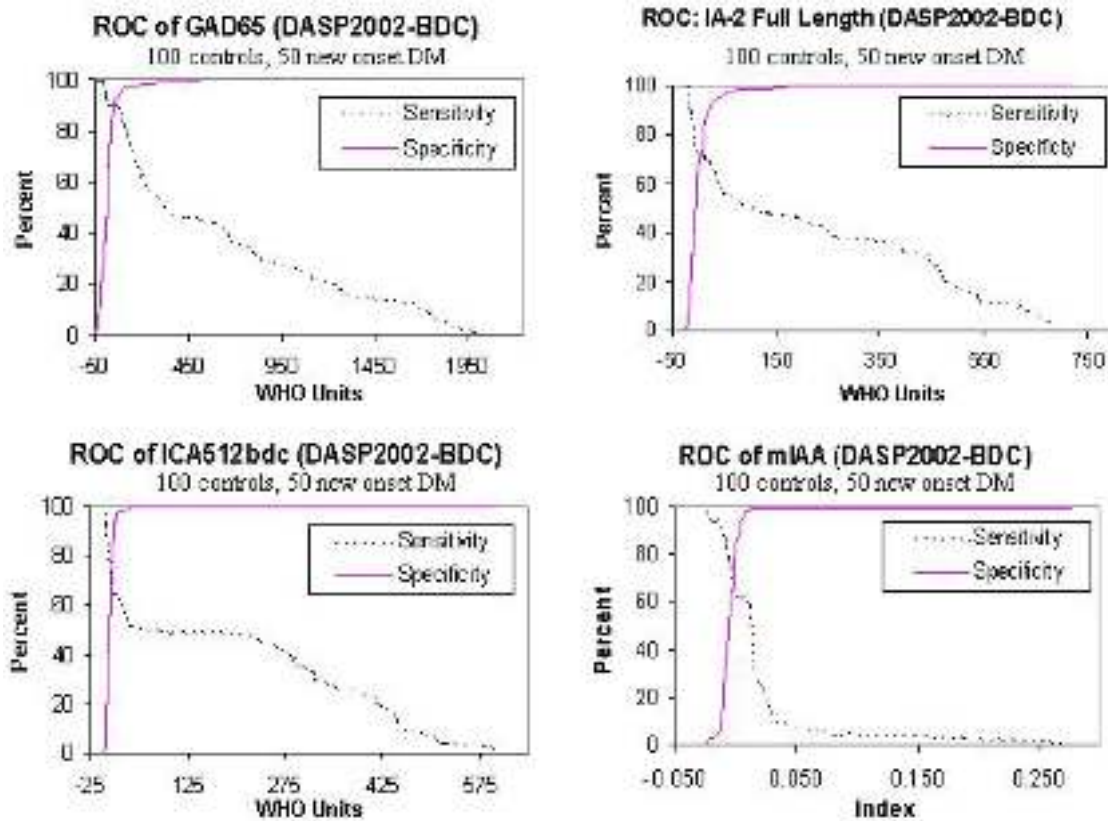 ROC of GAD65 (DASP2002-BDC)
100 controls, 50 new onset DM
100
80
60
40
20
0
Percent
Sensitivity
Specificity
-50 450 950 1450 1950
WHO Units
ROC: IA-2 Full Length (DASP2002-BDC)
100 controls, 50 new onset DM
100
80
60
40
20
0
Percent
Sensitivity
Specificty
-50 150 350 550 750
WHO Units
ROC of ICA512bdc (DASP2002-BDC)
100 controls, 50 new onset DM
100
80
60
40
20
0
Percent
Sensitivity
Specificity
-25 125 275 425 575
WHO Units
ROC of mIAA (DASP2002-BDC)
100 controls, 50 new onset DM
100
80
60
40
20
0
Percent
Sensitivity
Specificity
-0.050 0.050 0.150 0.250
Index